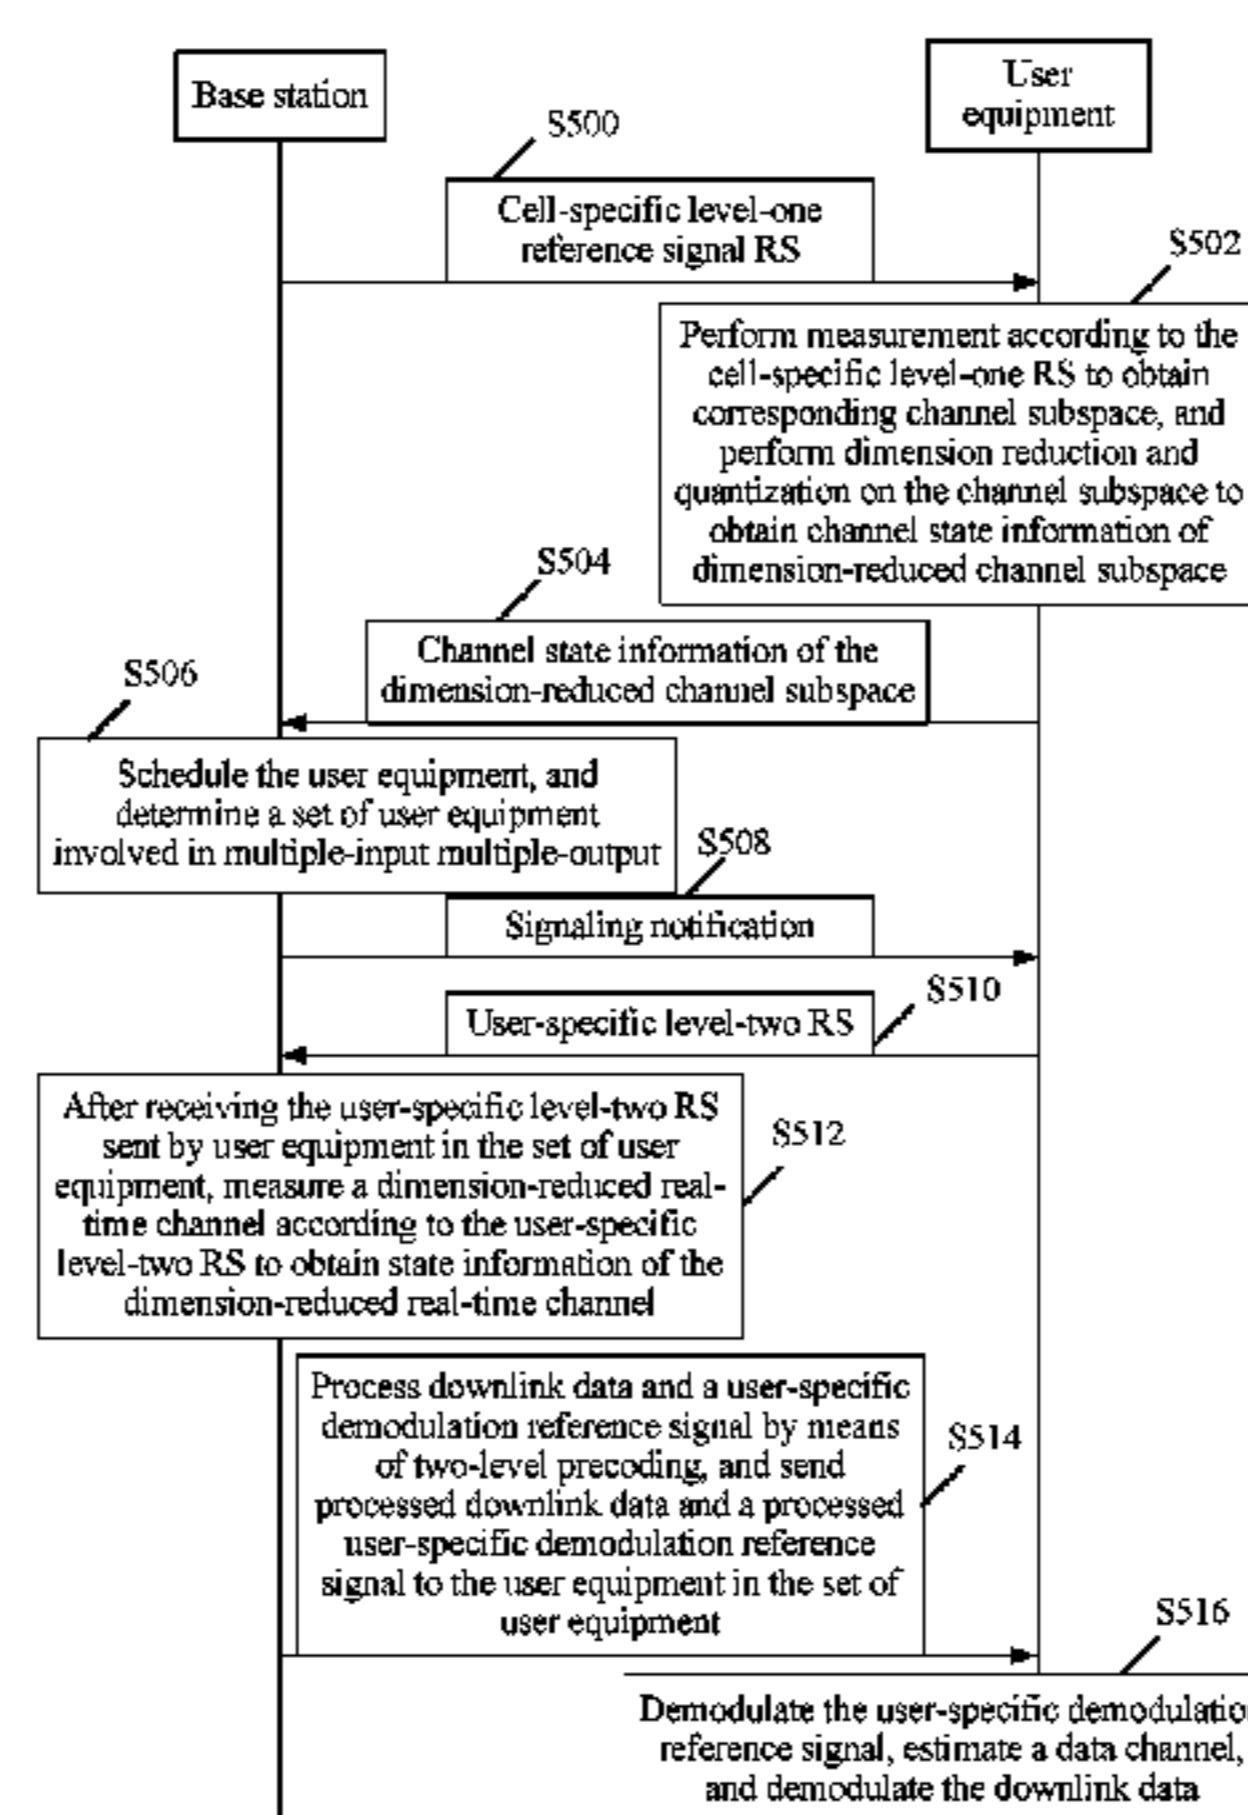 Base station
User
equipment
S500
Cell-specific level-one
reference signal RS
S502
Perform measurement according to the
cell-specific level-one RS to obtain
corresponding channel subspace, and
perform dimension reduction and
quantization on the channel subspace to
obtain channel state information of
dimension-reduced channel subspace
S504
Channel state information of the
dimension-reduced channel subspace
S506
Schedule the user equipment, and
determine a set of user equipment
involved in multiple-input multiple-output
S508
Signaling notification
S510
User-specific level-two RS
After receiving the user-specific level-two RS
sent by user equipment in the set of user
equipment, measure a dimension-reduced real-
time channel according to the user-specific
level-two RS to obtain state information of the
dimension-reduced real-time channel
S512
Process downlink data and a user-specific
demodulation reference signal by means
of two-level precoding, and send
processed downlink data and a processed
user-specific demodulation reference
signal to the user equipment in the set of
user equipment
S514
S516
Demodulate the user-specific demodulatio
reference signal, estimate a data channel,
and demodulate the downlink data